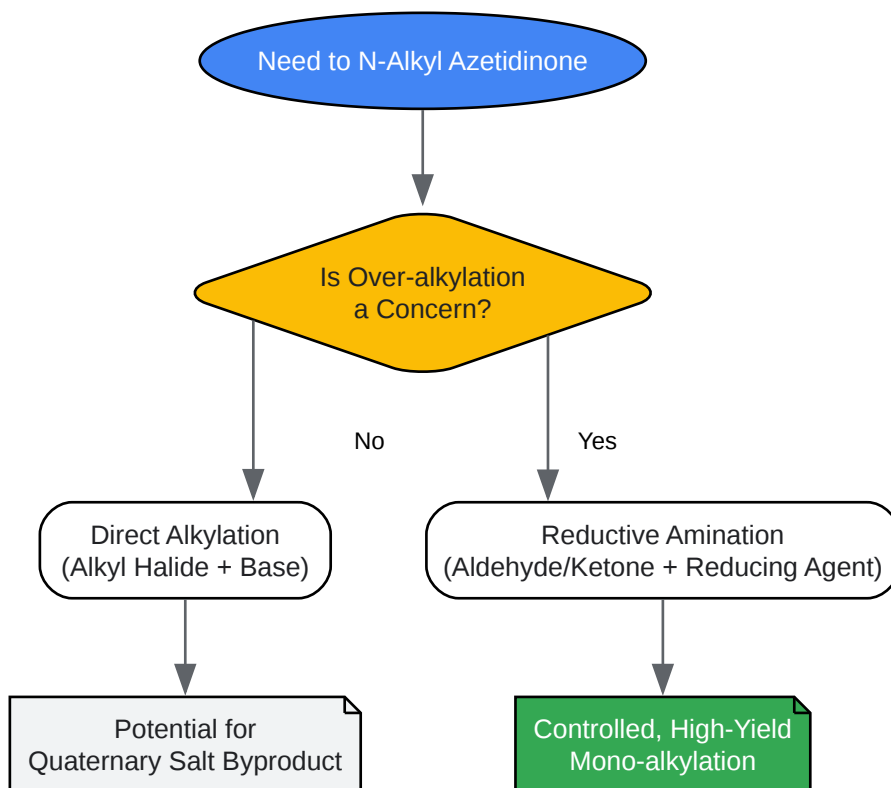 Need to N-Alkyl Azetidinone
Is Over-alkylation
a Concern?
No
Yes
Direct Alkylation
(Alkyl Halide + Base)
Reductive Amination
(Aldehyde/Ketone + Reducing Agent)
Potential for
Quaternary Salt Byproduct
Controlled, High-Yield
Mono-alkylation